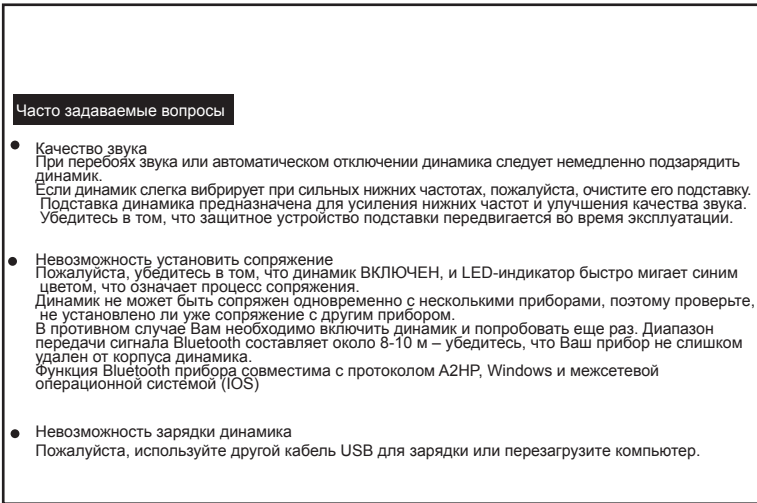 Часто задаваемые вопросы
Качество звука
При перебоях звука или автоматическом отключении динамика следует немедленно подзарядить
динамик.
Если динамик слегка вибрирует при сильных нижних частотах, пожалуйста, очистите его подставку.
Подставка динамика предназначена для усиления нижних частот и улучшения качества звука.
Убедитесь в том, что защитное устройство подставки передвигается во время эксплуатации.
Невозможность установить сопряжение
Пожалуйста, убедитесь в том, что динамик ВКЛЮЧЕН, и LED-индикатор быстро мигает синим
цветом, что означает процесс сопряжения.
Динамик не может быть сопряжен одновременно с несколькими приборами, поэтому проверьте,
не установлено ли уже сопряжение с другим прибором.
В противном случае Вам необходимо включить динамик и попробовать еще раз. Диапазон
передачи сигнала Bluetooth составляет около 8-10 м – убедитесь, что Ваш прибор не слишком
удален от корпуса динамика.
Функция Bluetooth прибора совместима с протоколом A2HP, Windows и межсетевой
операционной системой (IOS)
Невозможность зарядки динамика
Пожалуйста, используйте другой кабель USB для зарядки или перезагрузите компьютер.